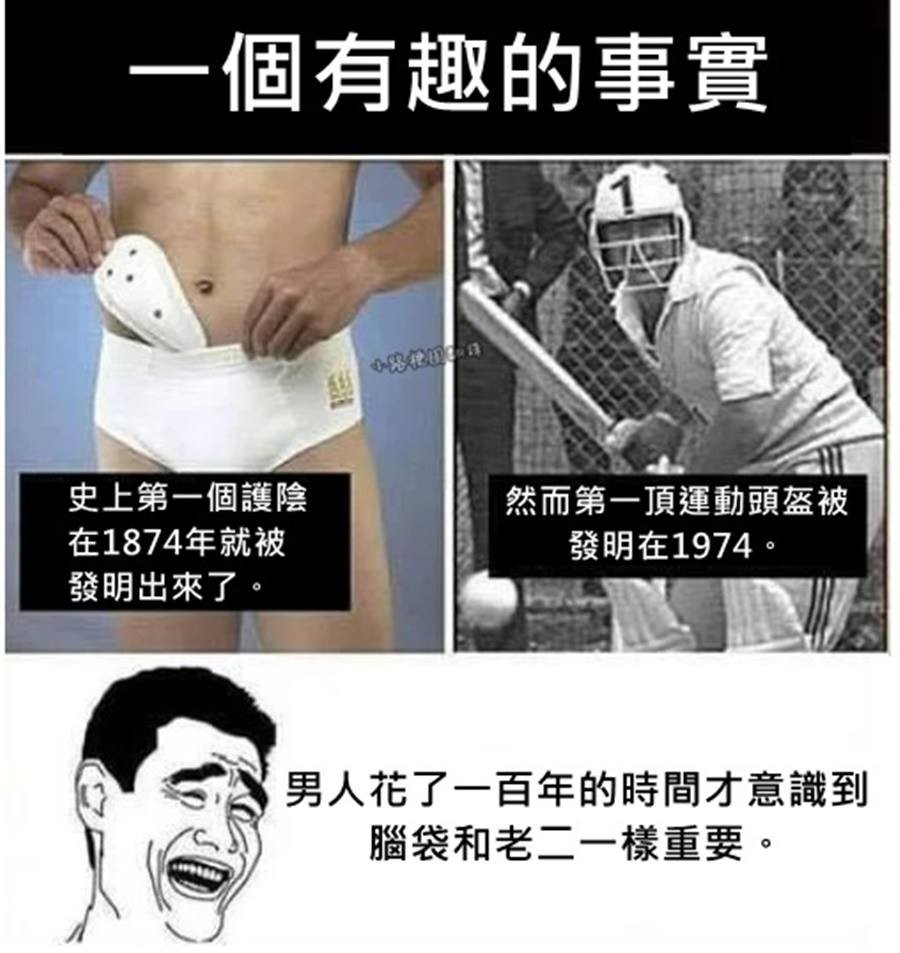 一個有趣的事實
1
史上第一個護陰
在1874年就被
發明出來了。
然而第一頂運動頭盔被
發明在1974。
男人花了一百年的時間才意識到
腦袋和老二一樣重要。